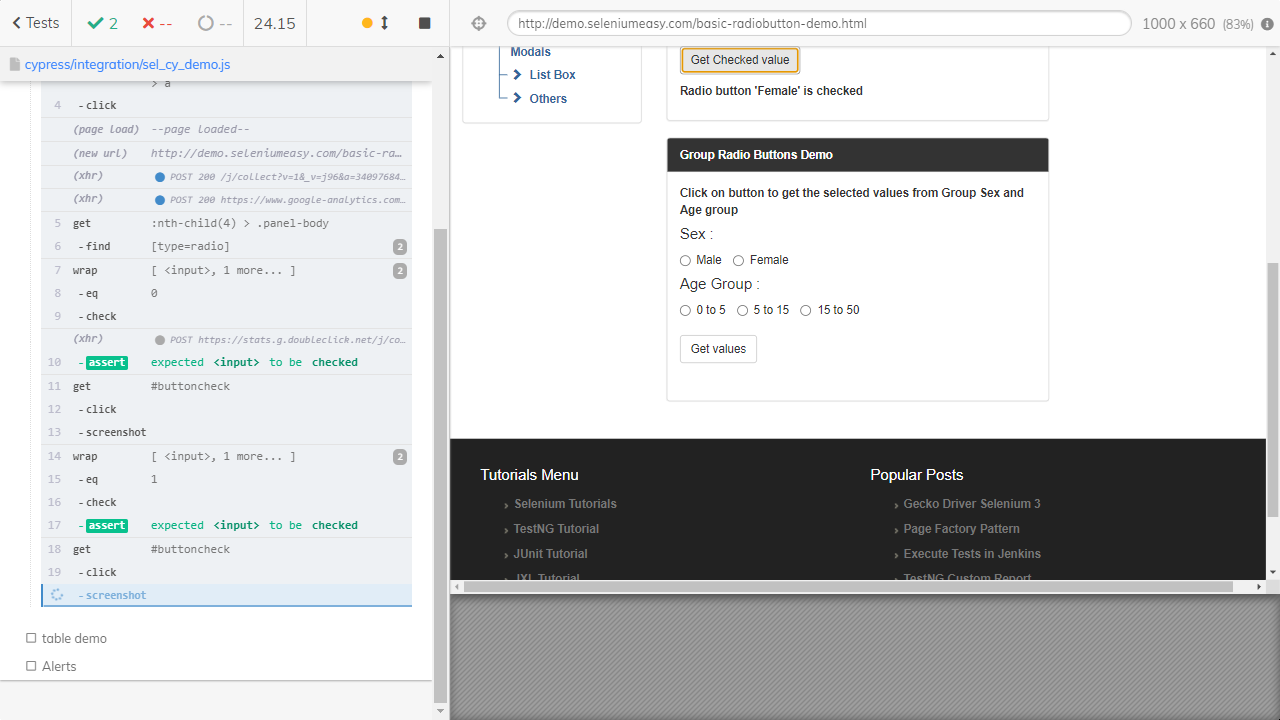 Tests
2
--
--
24.15
http://demo.seleniumeasy.com/basic-radiobutton-demo.html
1000 x 660 (83%)
cypress/integration/sel_cy_demo.js
> a
4 - click
(page load) --page loaded--
(new url) http://demo.seleniumeasy.com/basic-ra…
(xhr) POST 200 /j/collect?v=1&_v=j96&a=34097684…
(xhr) POST 200 https://www.google-analytics.com…
5 get :nth-child(4) > .panel-body
6 - find [type=radio] 2
7 wrap [ <input>, 1 more... ] 2
8 - eq 0
9 - check
(xhr) POST https://stats.g.doubleclick.net/j/co…
10 - assert expected <input> to be checked
11 get #buttoncheck
12 - click
13 - screenshot
14 wrap [ <input>, 1 more... ] 2
15 - eq 1
16 - check
17 - assert expected <input> to be checked
18 get #buttoncheck
19 - click
- screenshot
table demo
Alerts
Modals
List Box
Others
Get Checked value
Radio button 'Female' is checked
Group Radio Buttons Demo
Click on button to get the selected values from Group Sex and
Age group
Sex :
Male Female
Age Group :
0 to 5 5 to 15 15 to 50
Get values
Tutorials Menu
Selenium Tutorials
TestNG Tutorial
JUnit Tutorial
JXL Tutorial
Popular Posts
Gecko Driver Selenium 3
Page Factory Pattern
Execute Tests in Jenkins
TestNG Custom Report